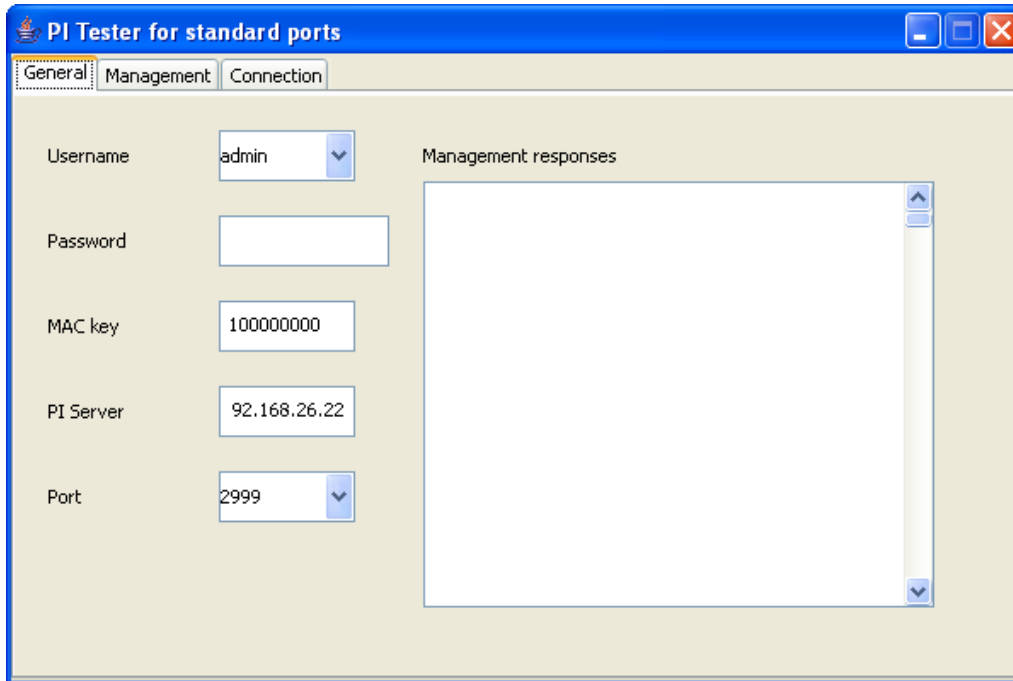 PI Tester for standard ports
General Management Connection
Username admin
Management responses
Password
MAC key 100000000
PI Server 92.168.26.22
Port 2999